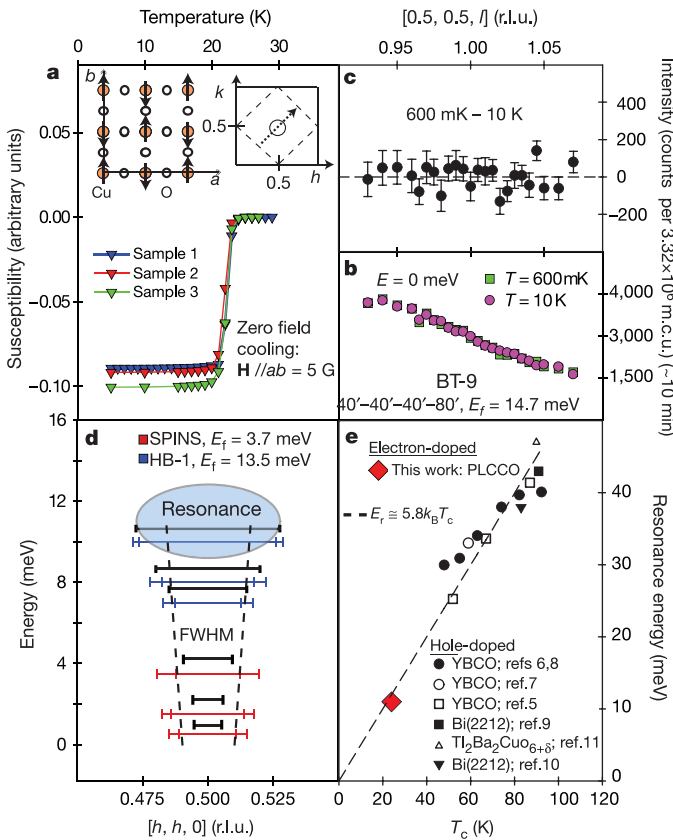 Temperature (K)
0 10 20 30
a
b
Cu
O
a
k
0.5
0.5
h
Susceptibility (arbitrary units)
0.05
0.00
−0.05
−0.10
Sample 1
Sample 2
Sample 3
Zero field
cooling:
H //ab = 5 G
[0.5, 0.5, l] (r.l.u.)
0.95 1.00 1.05
c
600 mK – 10 K
400
200
0
−200
Intensity (counts per 3.32×10⁶ m.c.u.) (~10 min)
b
E = 0 meV
T = 600mK
T = 10K
4,000
3,000
1,500
BT-9
40′–40′–40′–80′, Ef = 14.7 meV
d
SPINS, Ef = 3.7 meV
HB-1, Ef = 13.5 meV
Resonance
FWHM
Energy (meV)
16
12
8
4
0
0.475 0.500 0.525
[h, h, 0] (r.l.u.)
e
Electron-doped
This work: PLCCO
Er ≅ 5.8kBTc
Hole-doped
YBCO; refs 6,8
YBCO; ref.7
YBCO; ref.5
Bi(2212); ref.9
Tl₂Ba₂Cuo₆₊δ; ref.11
Bi(2212); ref.10
Resonance energy (meV)
40
30
20
10
0
0 20 40 60 80 100 120
Tc (K)